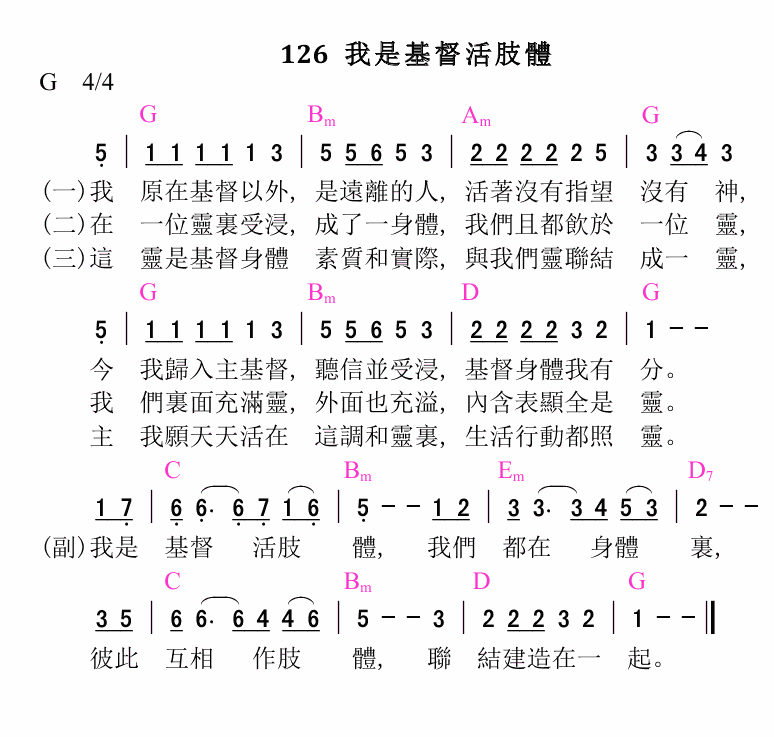 126 我是基督活肢體
G 4/4
G Bm Am G
5̣ | 1 1 1 1 1 3 | 5 5 6 5 3 | 2 2 2 2 2 5 | 3 3 4 3
(一)我 原在基督以外, 是遠離的人, 活著沒有指望 沒有 神,
(二)在 一位靈裏受浸, 成了一身體, 我們且都飲於 一位 靈,
(三)這 靈是基督身體 素質和實際, 與我們靈聯結 成一 靈,
G Bm D G
5̣ | 1 1 1 1 1 3 | 5 5 6 5 3 | 2 2 2 2 3 2 | 1 - -
今 我歸入主基督, 聽信並受浸, 基督身體我有 分。
我 們裏面充滿靈, 外面也充溢, 內含表顯全是 靈。
主 我願天天活在 這調和靈裏, 生活行動都照 靈。
C Bm Em D7
1 7̣ | 6̣ 6̣. 6̣ 7̣ 1 6̣ | 5̣ - - 1 2 | 3 3. 3 4 5 3 | 2 - -
(副)我是 基督 活肢 體, 我們 都在 身體 裏,
C Bm D G
3 5 | 6 6. 6 4 4 6 | 5 - - 3 | 2 2 2 3 2 | 1 - - ‖
彼此 互相 作肢 體, 聯 結建造在一 起。